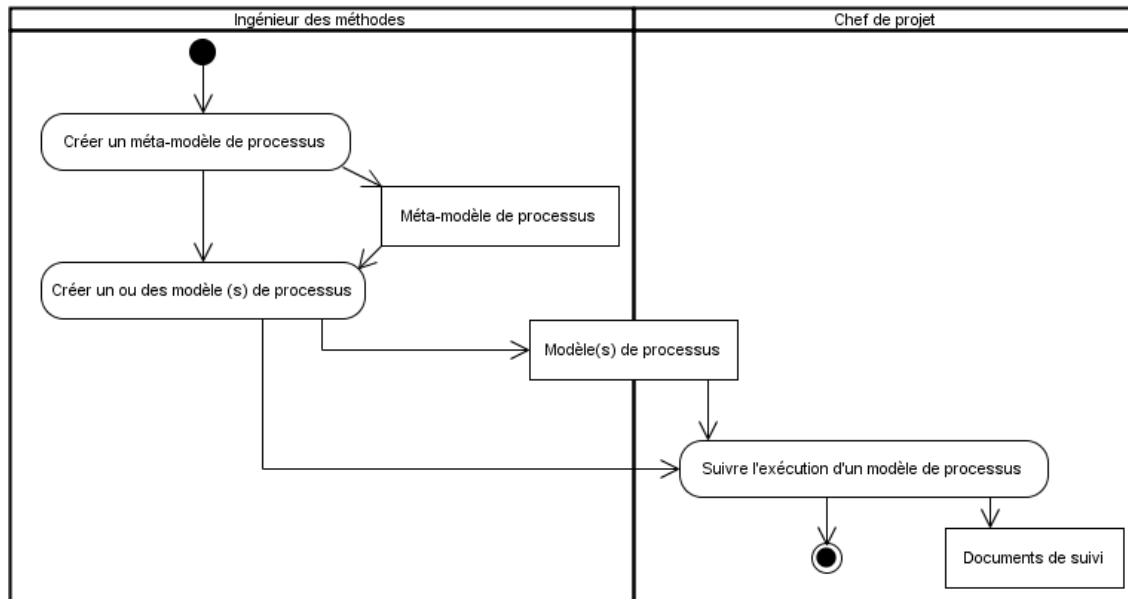 Ingénieur des méthodes
Chef de projet
Créer un méta-modèle de processus
Méta-modèle de processus
Créer un ou des modèle (s) de processus
Modèle(s) de processus
Suivre l'exécution d'un modèle de processus
Documents de suivi